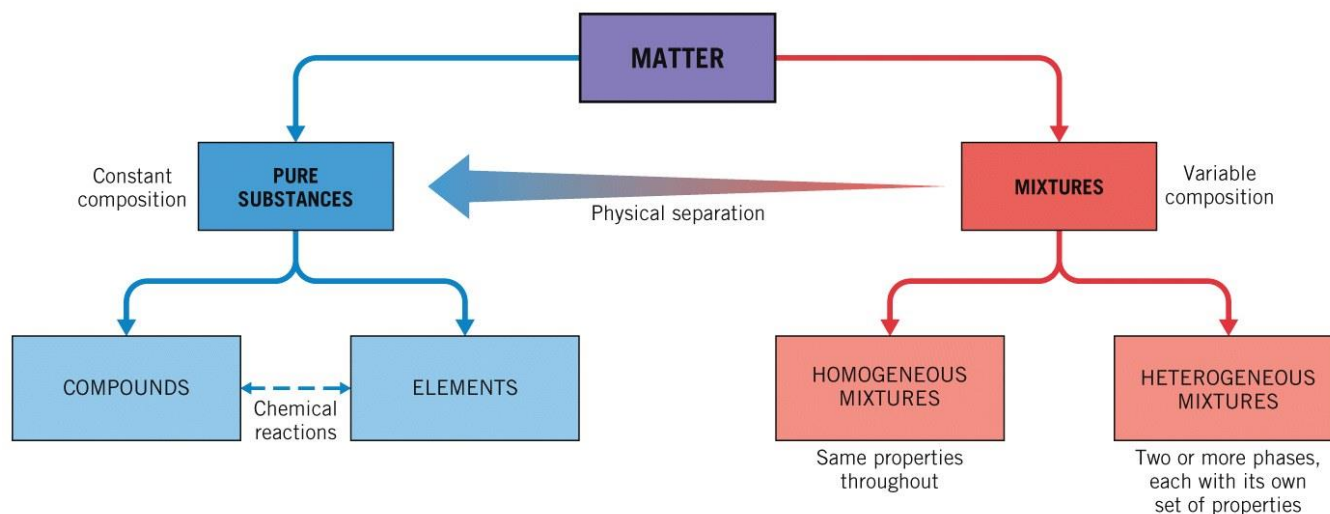 MATTER
Constant
composition
PURE
SUBSTANCES
Physical separation
MIXTURES
Variable
composition
COMPOUNDS
Chemical
reactions
ELEMENTS
HOMOGENEOUS
MIXTURES
Same properties
throughout
HETEROGENEOUS
MIXTURES
Two or more phases,
each with its own
set of properties